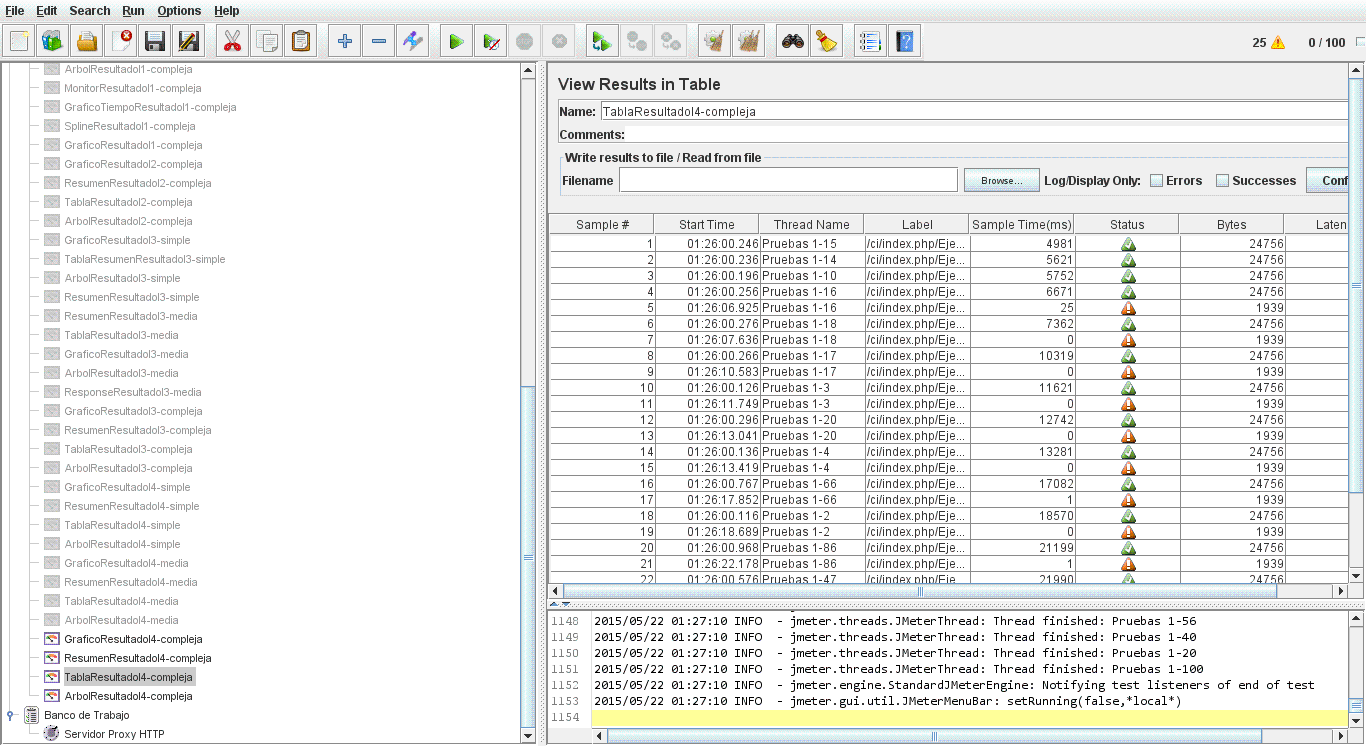 File Edit Search Run Options Help
25 0 / 100
ArbolResultadol1-compleja
MonitorResultadol1-compleja
GraficoTiempoResultadol1-compleja
SplineResultadol1-compleja
GraficoResultadol1-compleja
GraficoResultadol2-compleja
ResumenResultadol2-compleja
TablaResultadol2-compleja
ArbolResultadol2-compleja
GraficoResultadol3-simple
TablaResumenResultadol3-simple
ArbolResultadol3-simple
ResumenResultadol3-simple
ResumenResultadol3-media
TablaResultadol3-media
GraficoResultadol3-media
ArbolResultadol3-media
ResponseResultadol3-media
GraficoResultadol3-compleja
ResumenResultadol3-compleja
TablaResultadol3-compleja
ArbolResultadol3-compleja
GraficoResultadol4-simple
ResumenResultadol4-simple
TablaResultadol4-simple
ArbolResultadol4-simple
GraficoResultadol4-media
ResumenResultadol4-media
TablaResultadol4-media
ArbolResultadol4-media
GraficoResultadol4-compleja
ResumenResultadol4-compleja
TablaResultadol4-compleja
ArbolResultadol4-compleja
Banco de Trabajo
Servidor Proxy HTTP
View Results in Table
Name: TablaResultadol4-compleja
Comments:
Write results to file / Read from file
Filename Browse... Log/Display Only: Errors Successes Conf
Sample # Start Time Thread Name Label Sample Time(ms) Status Bytes Laten
1 01:26:00.246 Pruebas 1-15 /ci/index.php/Eje... 4981 24756
2 01:26:00.236 Pruebas 1-14 /ci/index.php/Eje... 5621 24756
3 01:26:00.196 Pruebas 1-10 /ci/index.php/Eje... 5752 24756
4 01:26:00.256 Pruebas 1-16 /ci/index.php/Eje... 6671 24756
5 01:26:06.925 Pruebas 1-16 /ci/index.php/Eje... 25 1939
6 01:26:00.276 Pruebas 1-18 /ci/index.php/Eje... 7362 24756
7 01:26:07.636 Pruebas 1-18 /ci/index.php/Eje... 0 1939
8 01:26:00.266 Pruebas 1-17 /ci/index.php/Eje... 10319 24756
9 01:26:10.583 Pruebas 1-17 /ci/index.php/Eje... 0 1939
10 01:26:00.126 Pruebas 1-3 /ci/index.php/Eje... 11621 24756
11 01:26:11.749 Pruebas 1-3 /ci/index.php/Eje... 0 1939
12 01:26:00.296 Pruebas 1-20 /ci/index.php/Eje... 12742 24756
13 01:26:13.041 Pruebas 1-20 /ci/index.php/Eje... 0 1939
14 01:26:00.136 Pruebas 1-4 /ci/index.php/Eje... 13281 24756
15 01:26:13.419 Pruebas 1-4 /ci/index.php/Eje... 0 1939
16 01:26:00.767 Pruebas 1-66 /ci/index.php/Eje... 17082 24756
17 01:26:17.852 Pruebas 1-66 /ci/index.php/Eje... 1 1939
18 01:26:00.116 Pruebas 1-2 /ci/index.php/Eje... 18570 24756
19 01:26:18.689 Pruebas 1-2 /ci/index.php/Eje... 0 1939
20 01:26:00.968 Pruebas 1-86 /ci/index.php/Eje... 21199 24756
21 01:26:22.178 Pruebas 1-86 /ci/index.php/Eje... 1 1939
22 01:26:00.576 Pruebas 1-47 /ci/index.php/Eje 21990 24756
1148 2015/05/22 01:27:10 INFO - jmeter.threads.JMeterThread: Thread finished: Pruebas 1-56
1149 2015/05/22 01:27:10 INFO - jmeter.threads.JMeterThread: Thread finished: Pruebas 1-40
1150 2015/05/22 01:27:10 INFO - jmeter.threads.JMeterThread: Thread finished: Pruebas 1-20
1151 2015/05/22 01:27:10 INFO - jmeter.threads.JMeterThread: Thread finished: Pruebas 1-100
1152 2015/05/22 01:27:10 INFO - jmeter.engine.StandardJMeterEngine: Notifying test listeners of end of test
1153 2015/05/22 01:27:10 INFO - jmeter.gui.util.JMeterMenuBar: setRunning(false,*local*)
1154